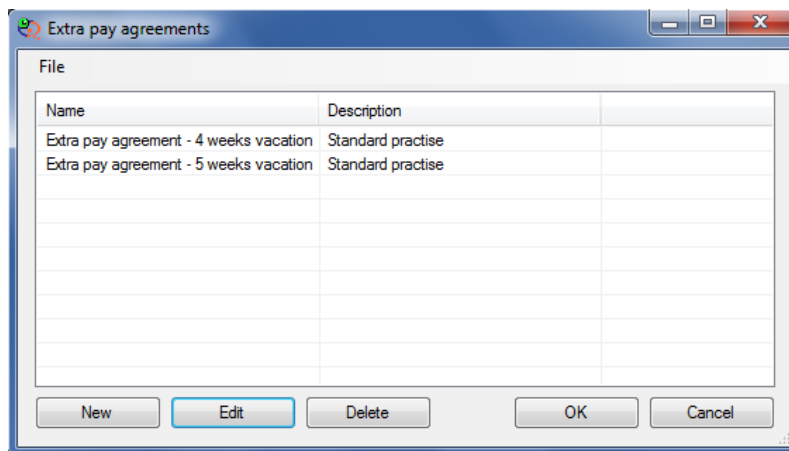 Extra pay agreements
File
Name Description
Extra pay agreement - 4 weeks vacation Standard practise
Extra pay agreement - 5 weeks vacation Standard practise
New Edit Delete OK Cancel